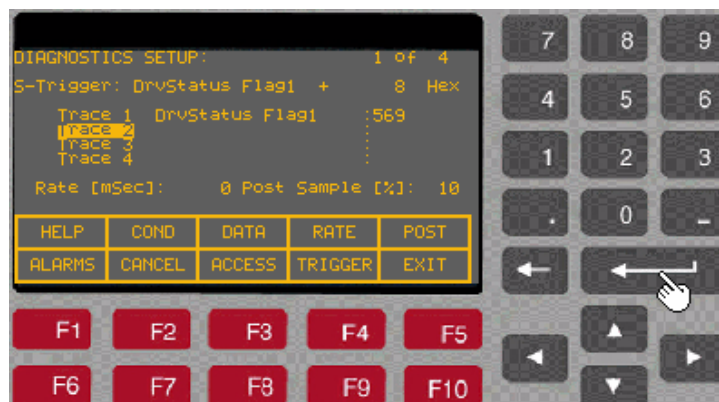 DIAGNOSTICS SETUP: 1 of 4
S-Trigger: DrvStatus Flag1 + 8 Hex
Trace 1 DrvStatus Flag1 :569
Trace 2 :
Trace 3 :
Trace 4 :
Rate [mSec]: 0 Post Sample [%]: 10
HELP COND DATA RATE POST
ALARMS CANCEL ACCESS TRIGGER EXIT
F1 F2 F3 F4 F5
F6 F7 F8 F9 F10
7 8 9
4 5 6
1 2 3
. 0 -